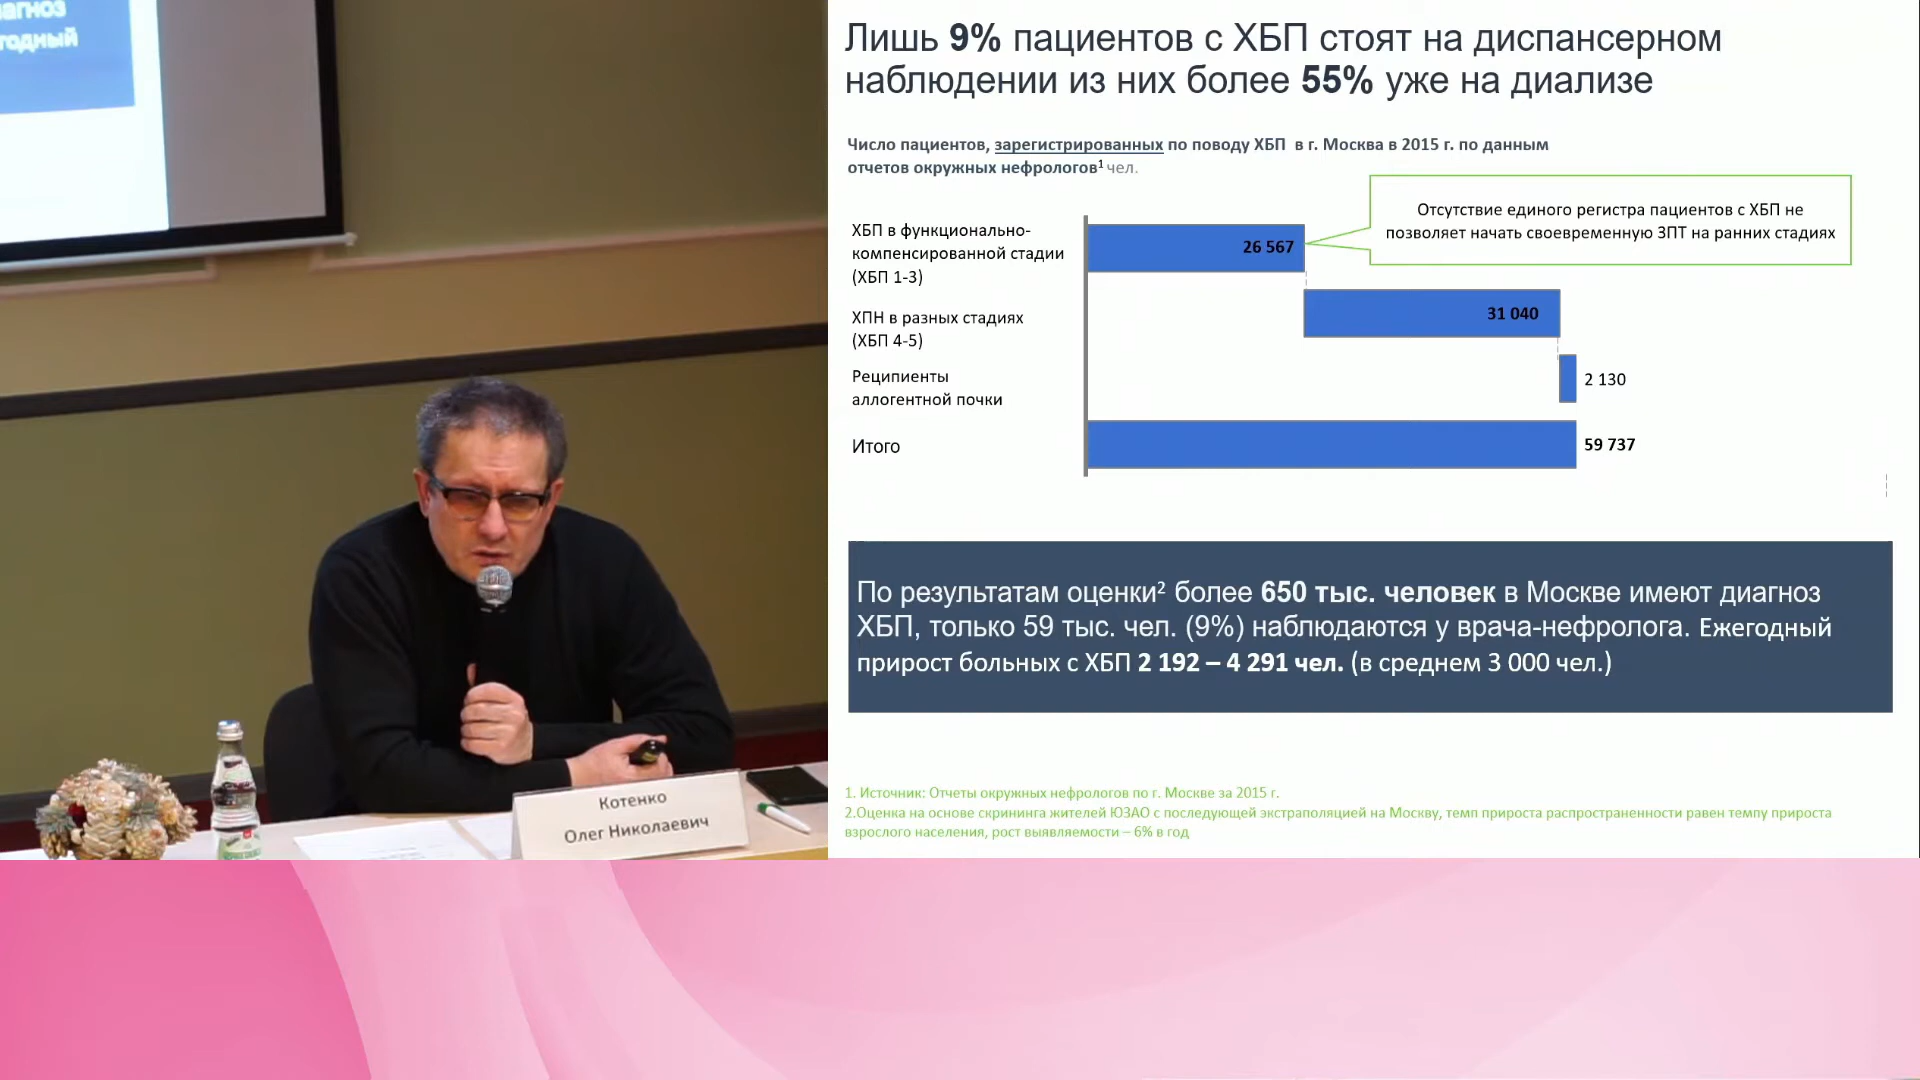 агноз
годный
Котенко
Олег Николаевич
Лишь 9% пациентов с ХБП стоят на диспансерном
наблюдении из них более 55% уже на диализе
Число пациентов, зарегистрированных по поводу ХБП в г. Москва в 2015 г. по данным
отчетов окружных нефрологов¹ чел.
ХБП в функционально-
компенсированной стадии
(ХБП 1-3)
26 567
Отсутствие единого регистра пациентов с ХБП не
позволяет начать своевременную ЗПТ на ранних стадиях
ХПН в разных стадиях
(ХБП 4-5)
31 040
Реципиенты
аллогентной почки
2 130
Итого
59 737
По результатам оценки² более 650 тыс. человек в Москве имеют диагноз
ХБП, только 59 тыс. чел. (9%) наблюдаются у врача-нефролога. Ежегодный
прирост больных с ХБП 2 192 – 4 291 чел. (в среднем 3 000 чел.)
1. Источник: Отчеты окружных нефрологов по г. Москве за 2015 г.
2.Оценка на основе скрининга жителей ЮЗАО с последующей экстраполяцией на Москву, темп прироста распространенности равен темпу прироста
взрослого населения, рост выявляемости – 6% в год